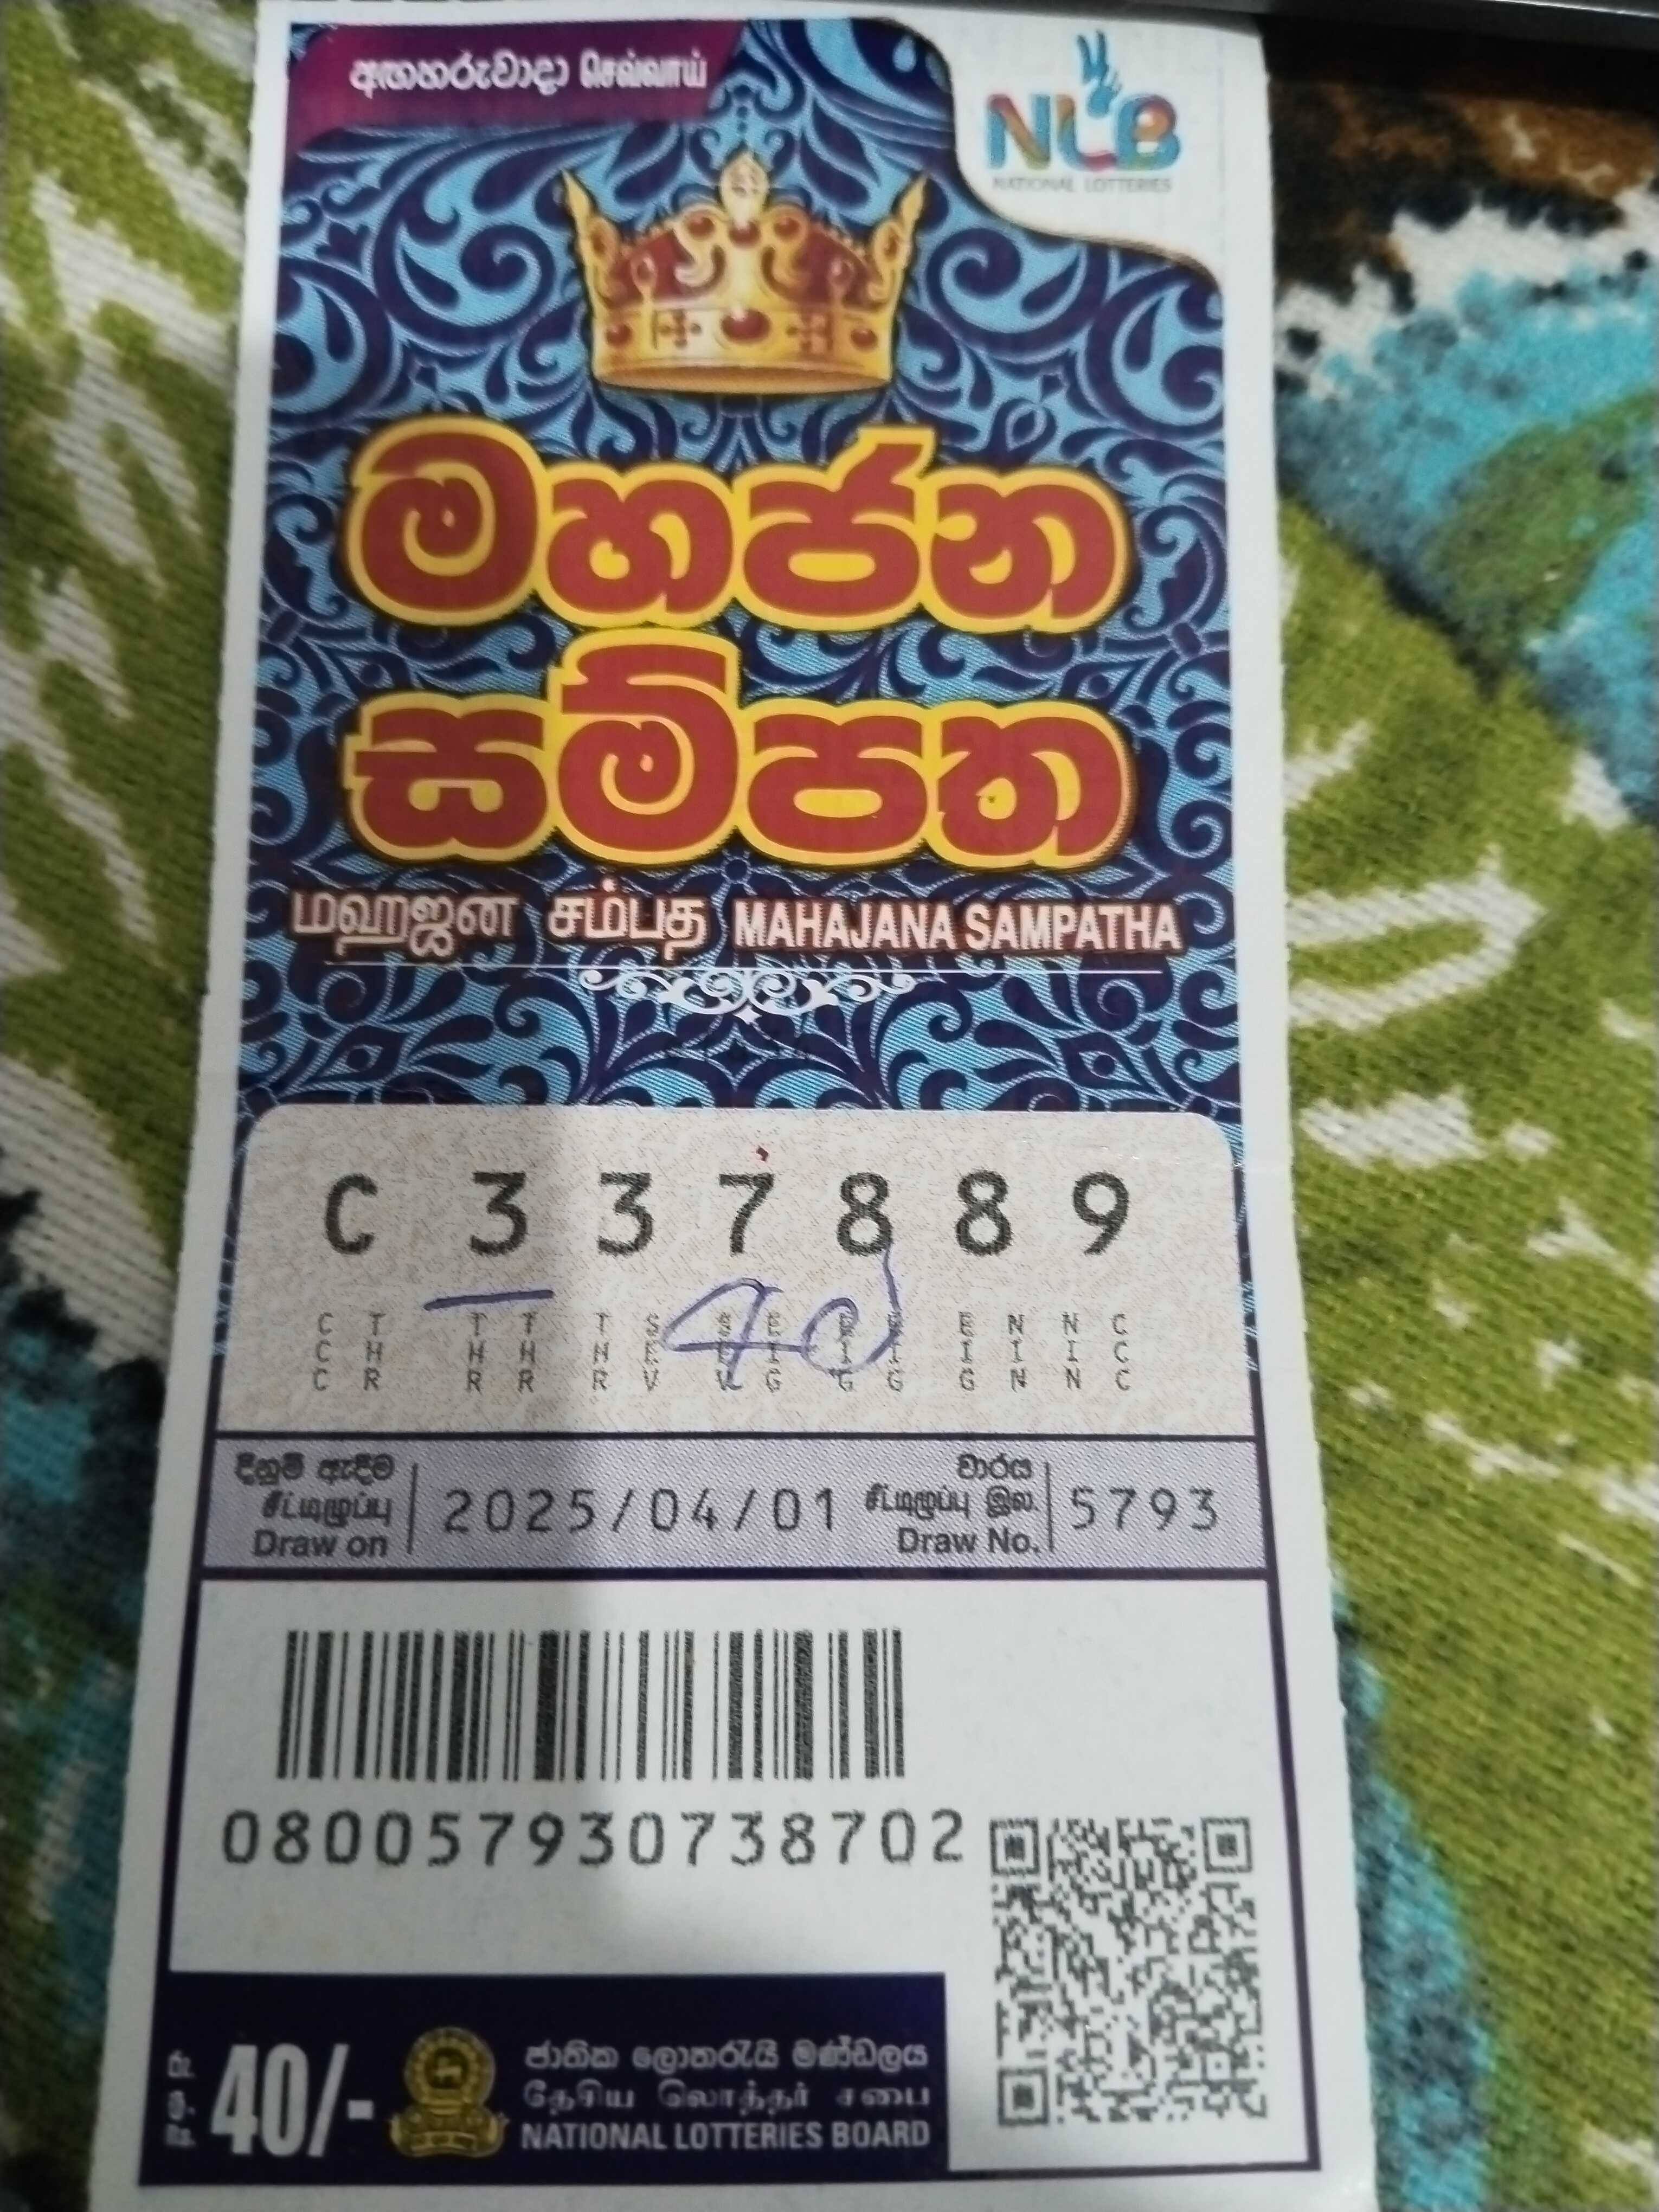 අඟහරුවාදා செவ்வாய்
NLB
NATIONAL LOTTERIES
මහජන
සම්පත
மஹஜன சம்பத MAHAJANA SAMPATHA
C 3 3 7 8 8 9
C T T T T S S E E E E N N C
C H H H H E E I I I I I I C
C R R R R V V G G G G N N C
දිනුම් ඇදීම
சீட்டிழுப்பு
Draw on
2025/04/01
වාරය
சீட்டிழுப்பு இல.
Draw No.
5793
080057930738702
රු.
ரூ.
Rs.
40/-
ජාතික ලොතරැයි මණ්ඩලය
தேசிய லொத்தர் சபை
NATIONAL LOTTERIES BOARD